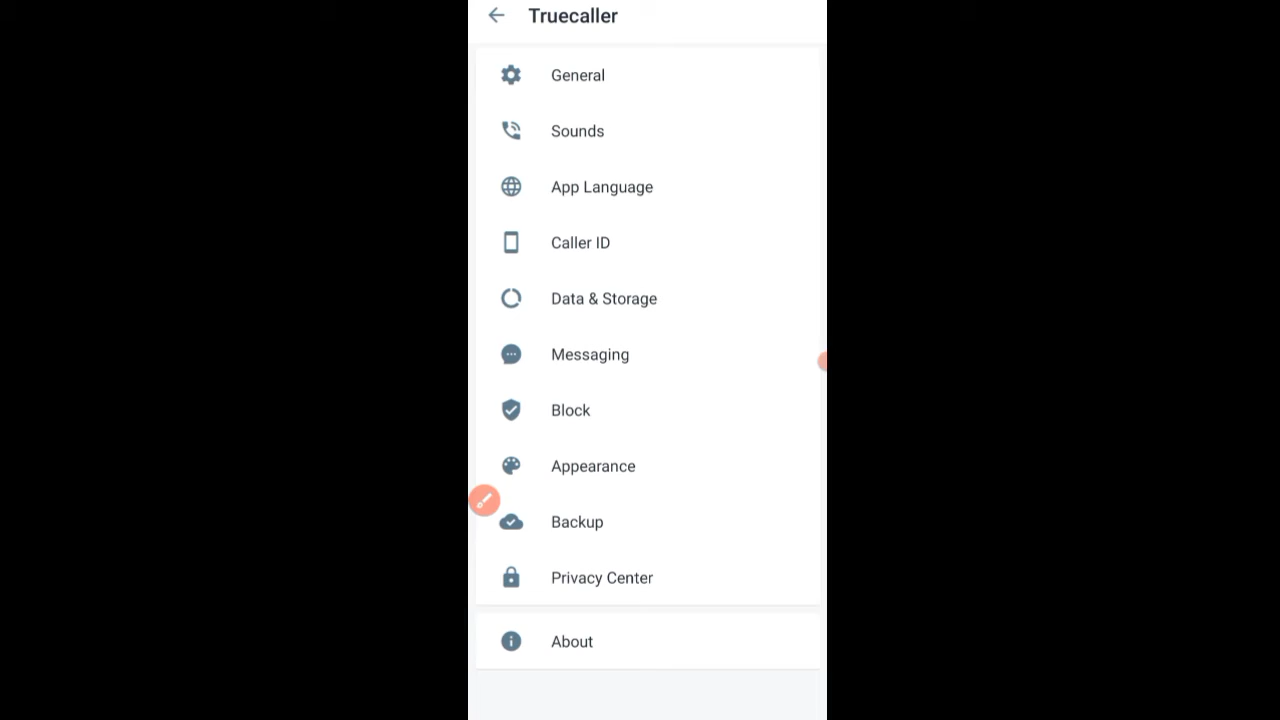 Truecaller
General
Sounds
App Language
Caller ID
Data & Storage
Messaging
Block
Appearance
Backup
Privacy Center
About